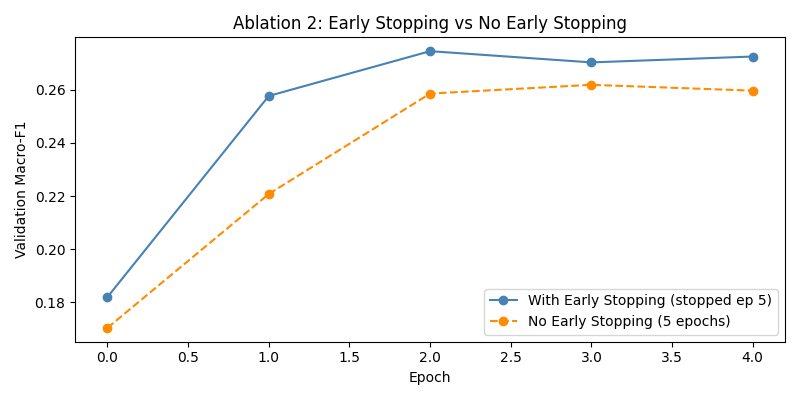 Ablation 2: Early Stopping vs No Early Stopping
Validation Macro-F1
0.26
0.24
0.22
0.20
0.18
With Early Stopping (stopped ep 5)
No Early Stopping (5 epochs)
0.0 0.5 1.0 1.5 2.0 2.5 3.0 3.5 4.0
Epoch